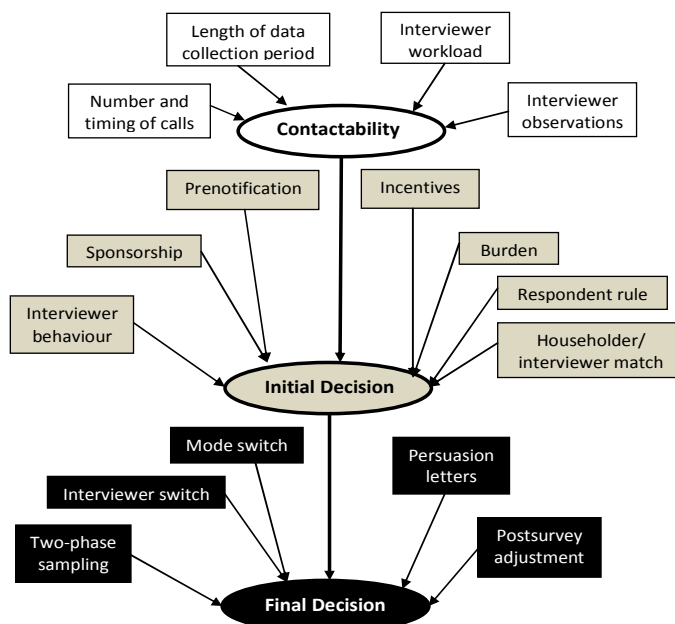 Length of data
collection period
Interviewer
workload
Number and
timing of calls
Interviewer
observations
Contactability
Prenotification
Incentives
Sponsorship
Burden
Interviewer
behaviour
Respondent rule
Householder/
interviewer match
Initial Decision
Mode switch
Persuasion
letters
Interviewer switch
Two-phase
sampling
Postsurvey
adjustment
Final Decision